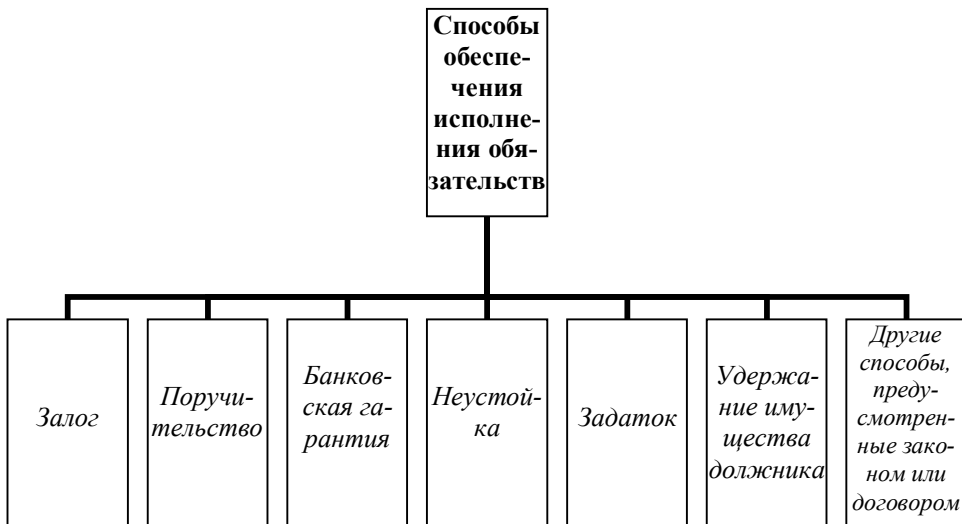 Способы
обеспе-
чения
исполне-
ния обя-
зательств
Залог
Поручи-
тельство
Банков-
ская га-
рантия
Неустой-
ка
Задаток
Удержа-
ние иму-
щества
должника
Другие
способы,
преду-
смотрен-
ные зако-
ном или
договором